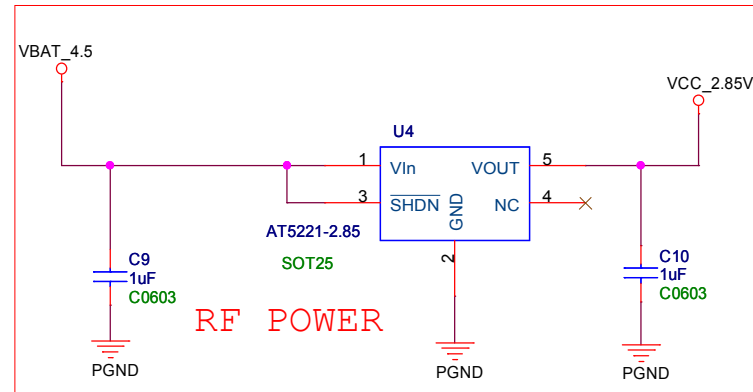 VBAT_4.5
VCC_2.85V
U4
1
VIn
VOUT
5
3
SHDN
GND
NC
4
AT5221-2.85
2
SOT25
C9
1uF
C0603
C10
1uF
C0603
RF POWER
PGND
PGND
PGND